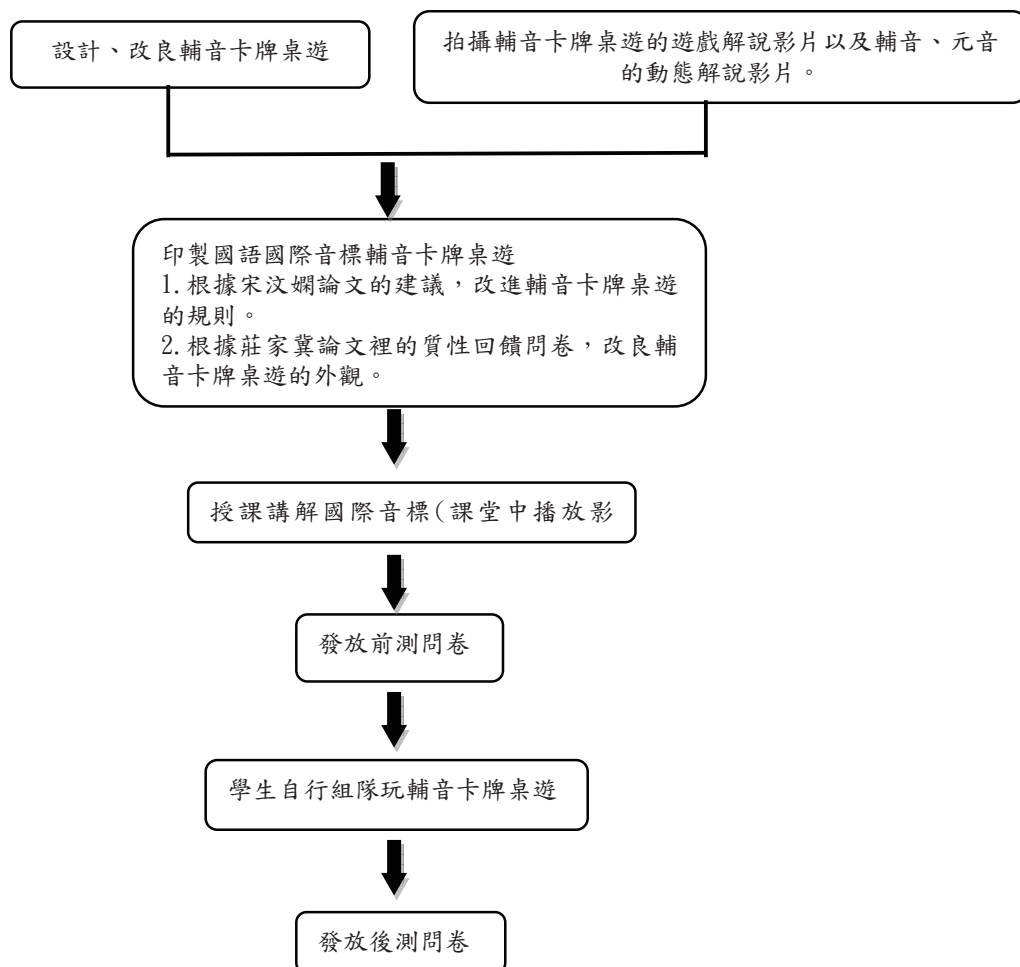 設計、改良輔音卡牌桌遊
拍攝輔音卡牌桌遊的遊戲解說影片以及輔音、元音
的動態解說影片。
印製國語國際音標輔音卡牌桌遊
1.根據宋汶嫻論文的建議,改進輔音卡牌桌遊
的規則。
2.根據莊家冀論文裡的質性回饋問卷,改良輔
音卡牌桌遊的外觀。
授課講解國際音標(課堂中播放影
發放前測問卷
學生自行組隊玩輔音卡牌桌遊
發放後測問卷